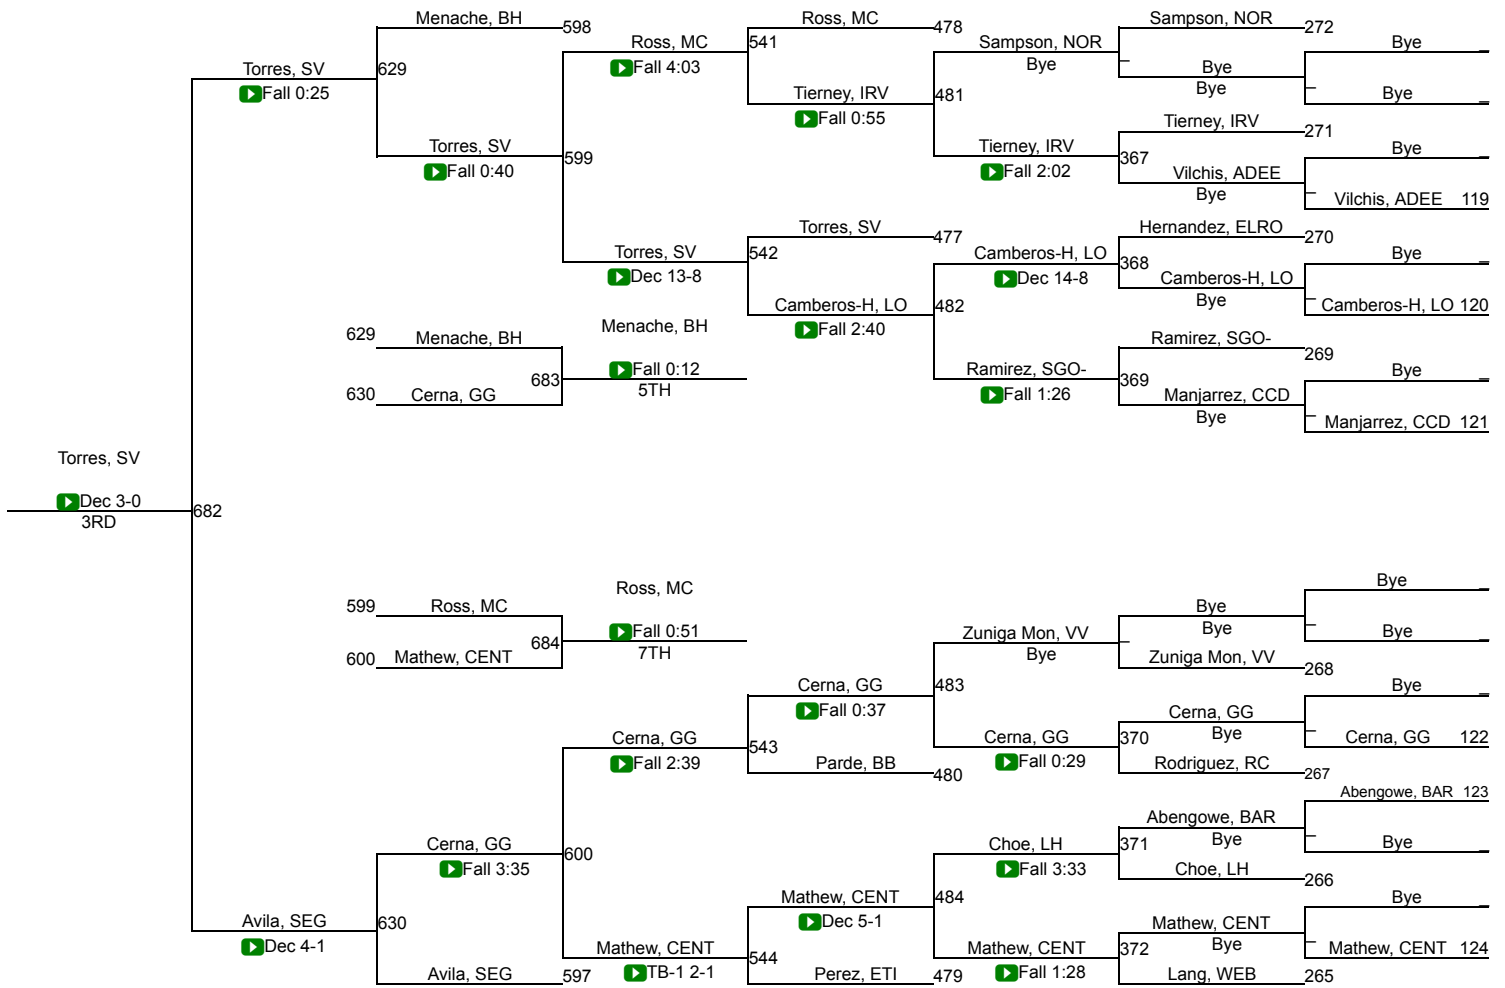 Menache, BH
598
Ross, MC
478
Sampson, NOR
272
Ross, MC
541
Sampson, NOR
Bye
Bye
_
Torres, SV
629
Fall 4:03
Bye
_
Bye
Fall 0:25
Tierney, IRV
481
Bye
_
Bye
_
Fall 0:55
Tierney, IRV
271
Torres, SV
599
Tierney, IRV
367
Bye
_
Fall 0:40
Fall 2:02
Vilchis, ADEE
Bye
_
Vilchis, ADEE 119
Torres, SV
477
Hernandez, ELRO
270
Torres, SV
542
Camberos-H, LO
368
Bye
_
Dec 13-8
Dec 14-8
Camberos-H, LO
Bye
_
Camberos-H, LO
482
Camberos-H, LO 120
Fall 2:40
629
Menache, BH
Menache, BH
Ramirez, SGO-
269
Fall 0:12
Ramirez, SGO-
369
Bye
_
683
5TH
630
Cerna, GG
Fall 1:26
Manjarrez, CCD
Bye
_
Manjarrez, CCD 121
Torres, SV
Dec 3-0
682
3RD
Ross, MC
Bye
_
599
Ross, MC
Bye
Fall 0:51
Bye
_
Bye
_
684
7TH
Zuniga Mon, VV
_
Bye
600
Mathew, CENT
Zuniga Mon, VV
268
Cerna, GG
483
Bye
_
Fall 0:37
Cerna, GG
Bye
_
Cerna, GG
543
Cerna, GG
370
Cerna, GG 122
Fall 2:39
Parde, BB
480
Fall 0:29
Rodriguez, RC
267
Abengowe, BAR 123
Abengowe, BAR
Bye
_
Cerna, GG
600
Choe, LH
371
Bye
_
Fall 3:35
Fall 3:33
Choe, LH
266
Mathew, CENT
484
Bye
_
Avila, SEG
630
Dec 5-1
Mathew, CENT
Dec 4-1
Mathew, CENT
544
Mathew, CENT
372
Bye
_
Mathew, CENT 124
Avila, SEG
597
TB-1 2-1
Perez, ETI
479
Fall 1:28
Lang, WEB
265